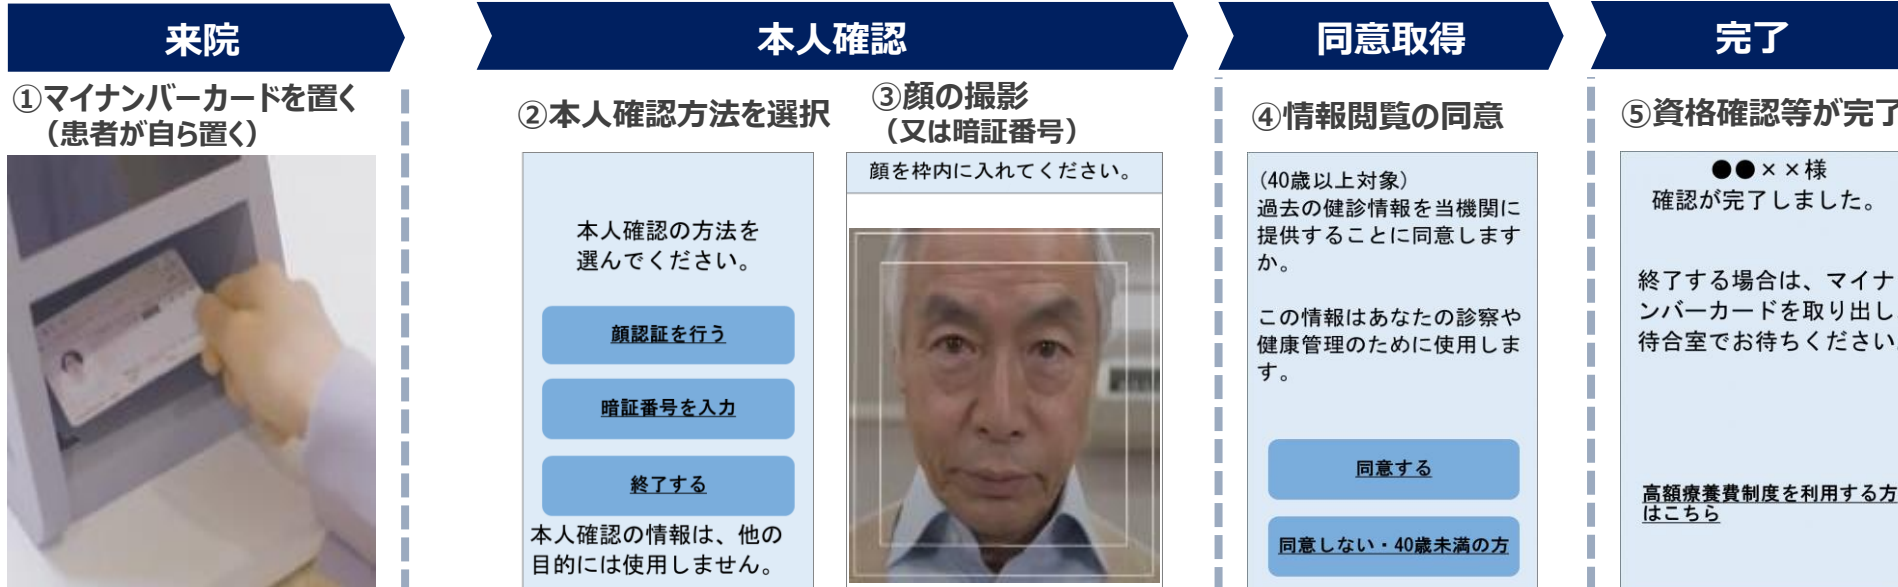 来院
①マイナンバーカードを置く
（患者が自ら置く）
本人確認
②本人確認方法を選択
本人確認の方法を
選んでください。
顔認証を行う
暗証番号を入力
終了する
本人確認の情報は、他の
目的には使用しません。
③顔の撮影
（又は暗証番号）
顔を枠内に入れてください。
同意取得
④情報閲覧の同意
（40歳以上対象）
過去の健診情報を当機関に
提供することに同意します
か。
この情報はあなたの診察や
健康管理のために使用しま
す。
同意する
同意しない・40歳未満の方
完了
⑤資格確認等が完了
●●××様
確認が完了しました。
終了する場合は、マイナ
ンバーカードを取り出し
待合室でお待ちください。
高額療養費制度を利用する方
はこちら